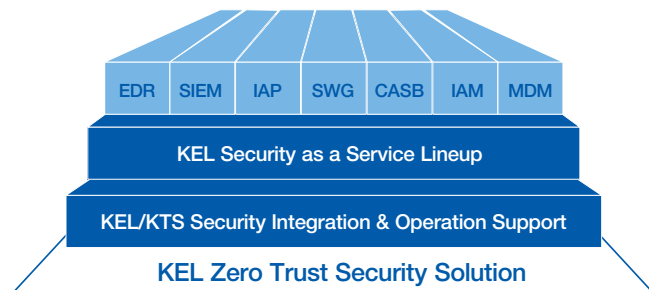 EDR SIEM IAP SWG CASB IAM MDM
KEL Security as a Service Lineup
KEL/KTS Security Integration & Operation Support
KEL Zero Trust Security Solution